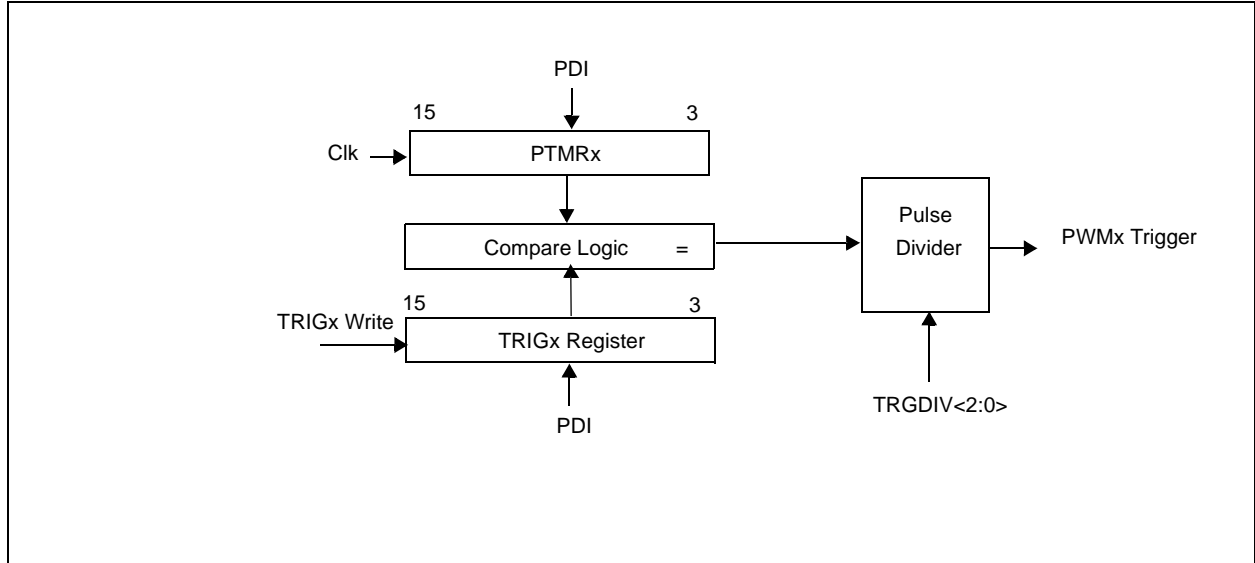 PDI
15 3
Clk
PTMRx
Compare Logic =
Pulse
Divider
PWMx Trigger
15 3
TRIGx Write
TRIGx Register
TRGDIV<2:0>
PDI